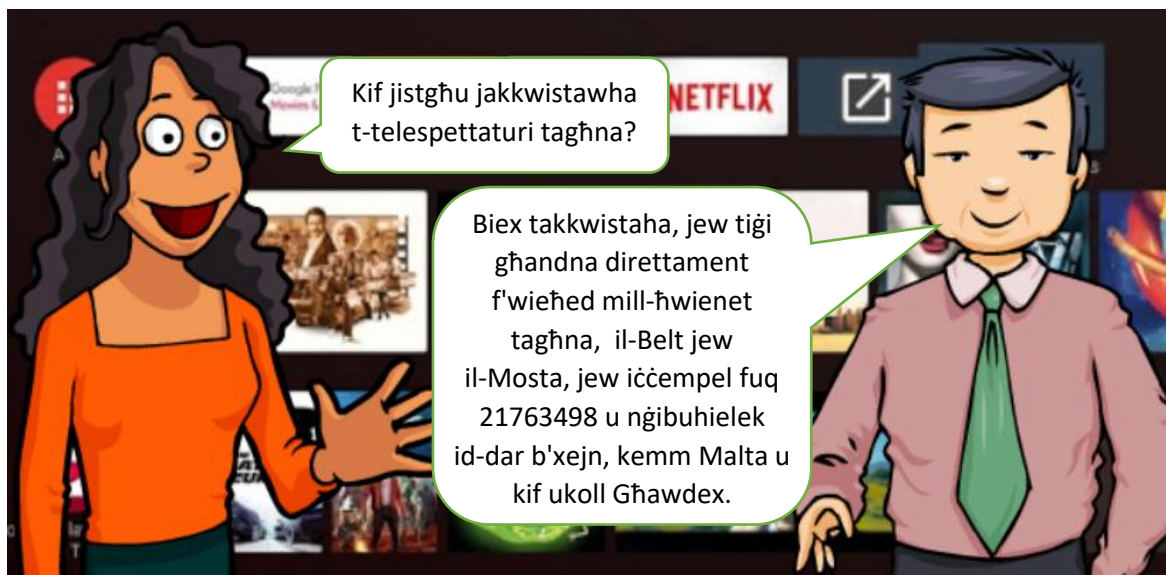 Kif jistgħu jakkwistawha
t-telespettaturi tagħna?
NETFLIX
Biex takkwistaha, jew tiġi
għandna direttament
f'wieħed mill-ħwienet
tagħna, il-Belt jew
il-Mosta, jew iċċempel fuq
21763498 u nġibuhielek
id-dar b'xejn, kemm Malta u
kif ukoll Għawdex.